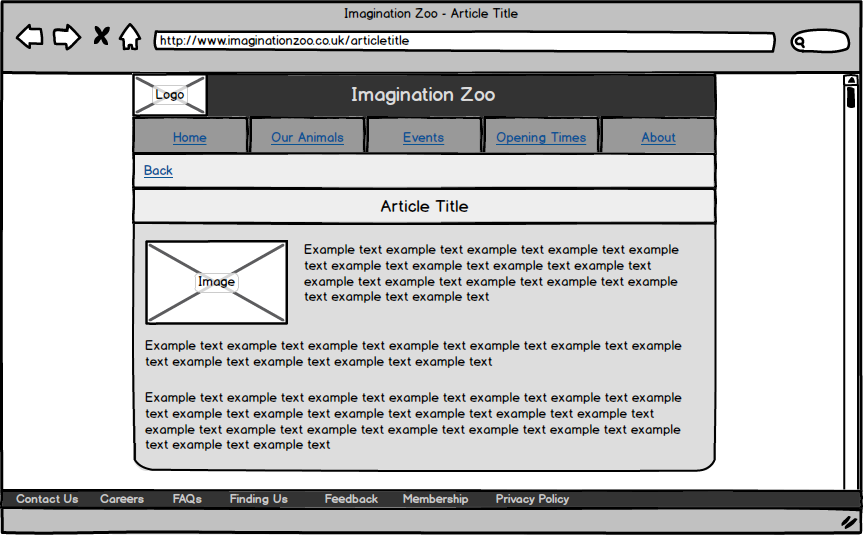 Imagination Zoo - Article Title
http://www.imaginationzoo.co.uk/articletitle
Logo
Imagination Zoo
Home Our Animals Events Opening Times About
Back
Article Title
Image
Example text example text example text example text example
text example text example text example text example text
example text example text example text example text example
text example text example text
Example text example text example text example text example text example text example
text example text example text example text example text
Example text example text example text example text example text example text example
text example text example text example text example text example text example text
example text example text example text example text example text example text example
text example text example text
Contact Us Careers FAQs Finding Us Feedback Membership Privacy Policy